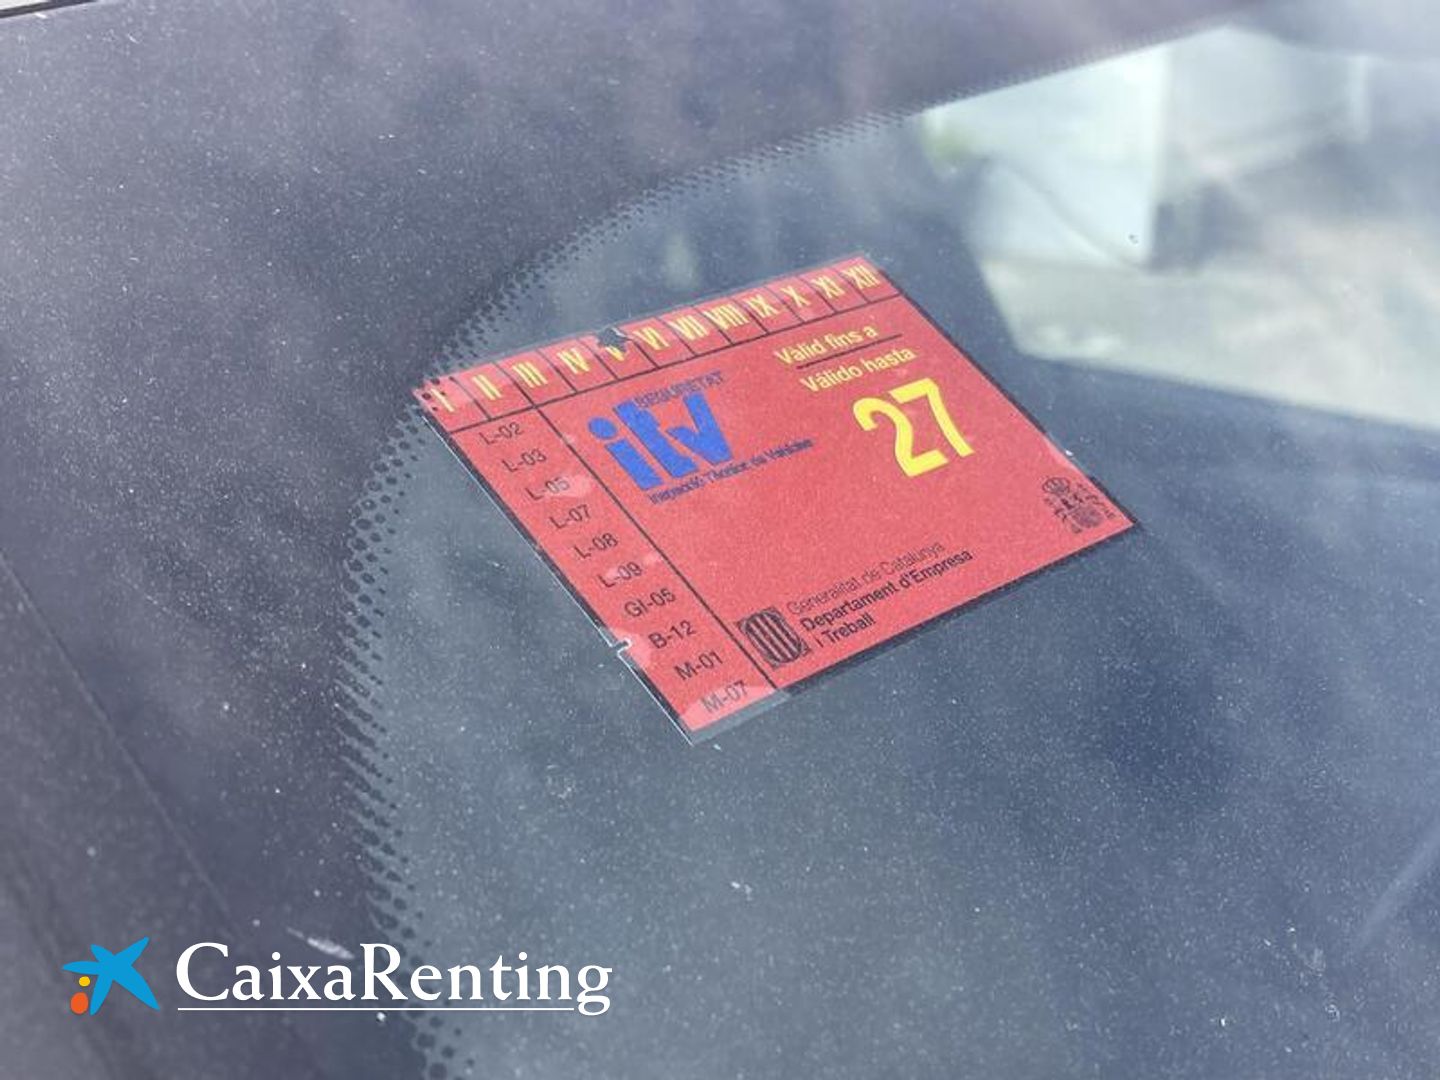 I II III IV V VI VII VIII IX X XI XII
L-02
L-03
L-05
L-07
L-08
L-09
GI-05
B-12
M-01
M-07
SEGURETAT
itv
Inspecció Tècnica de Vehicles
Vàlid fins a
Válido hasta
27
Generalitat de Catalunya
Departament d'Empresa
i Treball
CaixaRenting